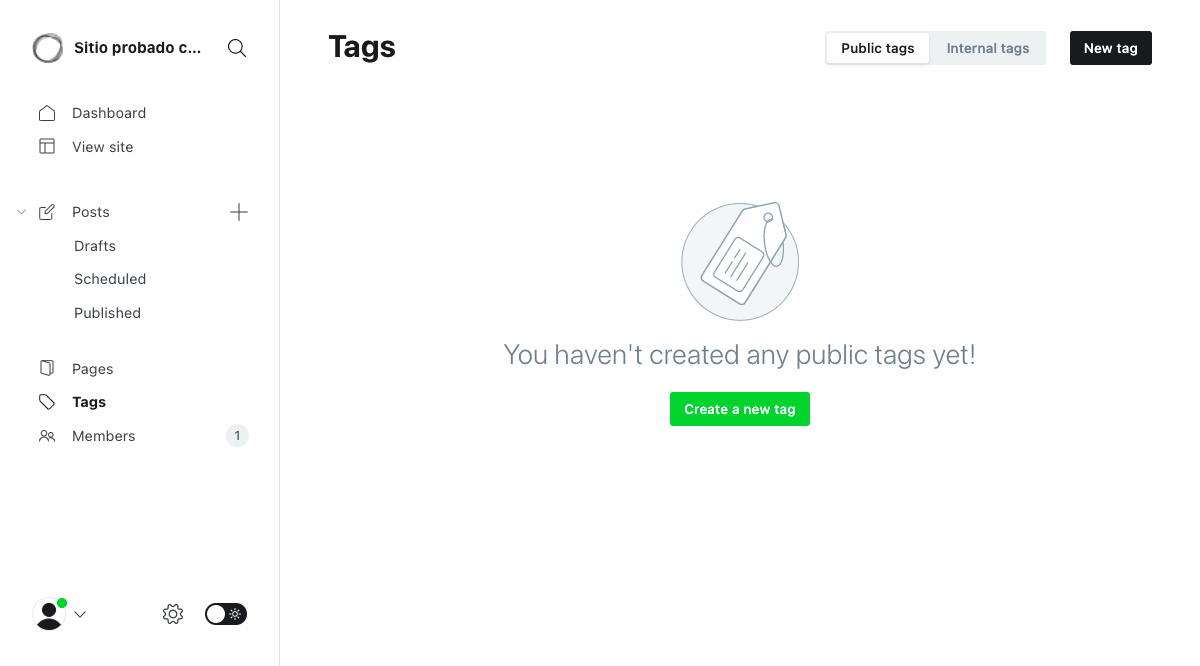 Sitio probado c...
Dashboard
View site
Posts
Drafts
Scheduled
Published
Pages
Tags
Members 1
Tags
Public tags Internal tags New tag
You haven't created any public tags yet!
Create a new tag